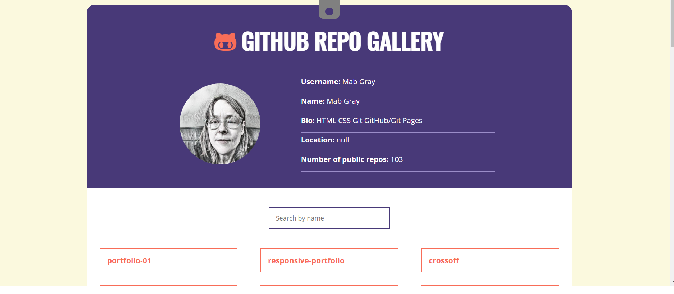 GITHUB REPO GALLERY
Username: Mab Gray
Name: Mab Gray
Bio: HTML CSS Git GitHub/Git Pages
Location: null
Number of public repos: 103
Search by name
portfolio-01
responsive-portfolio
crossoff